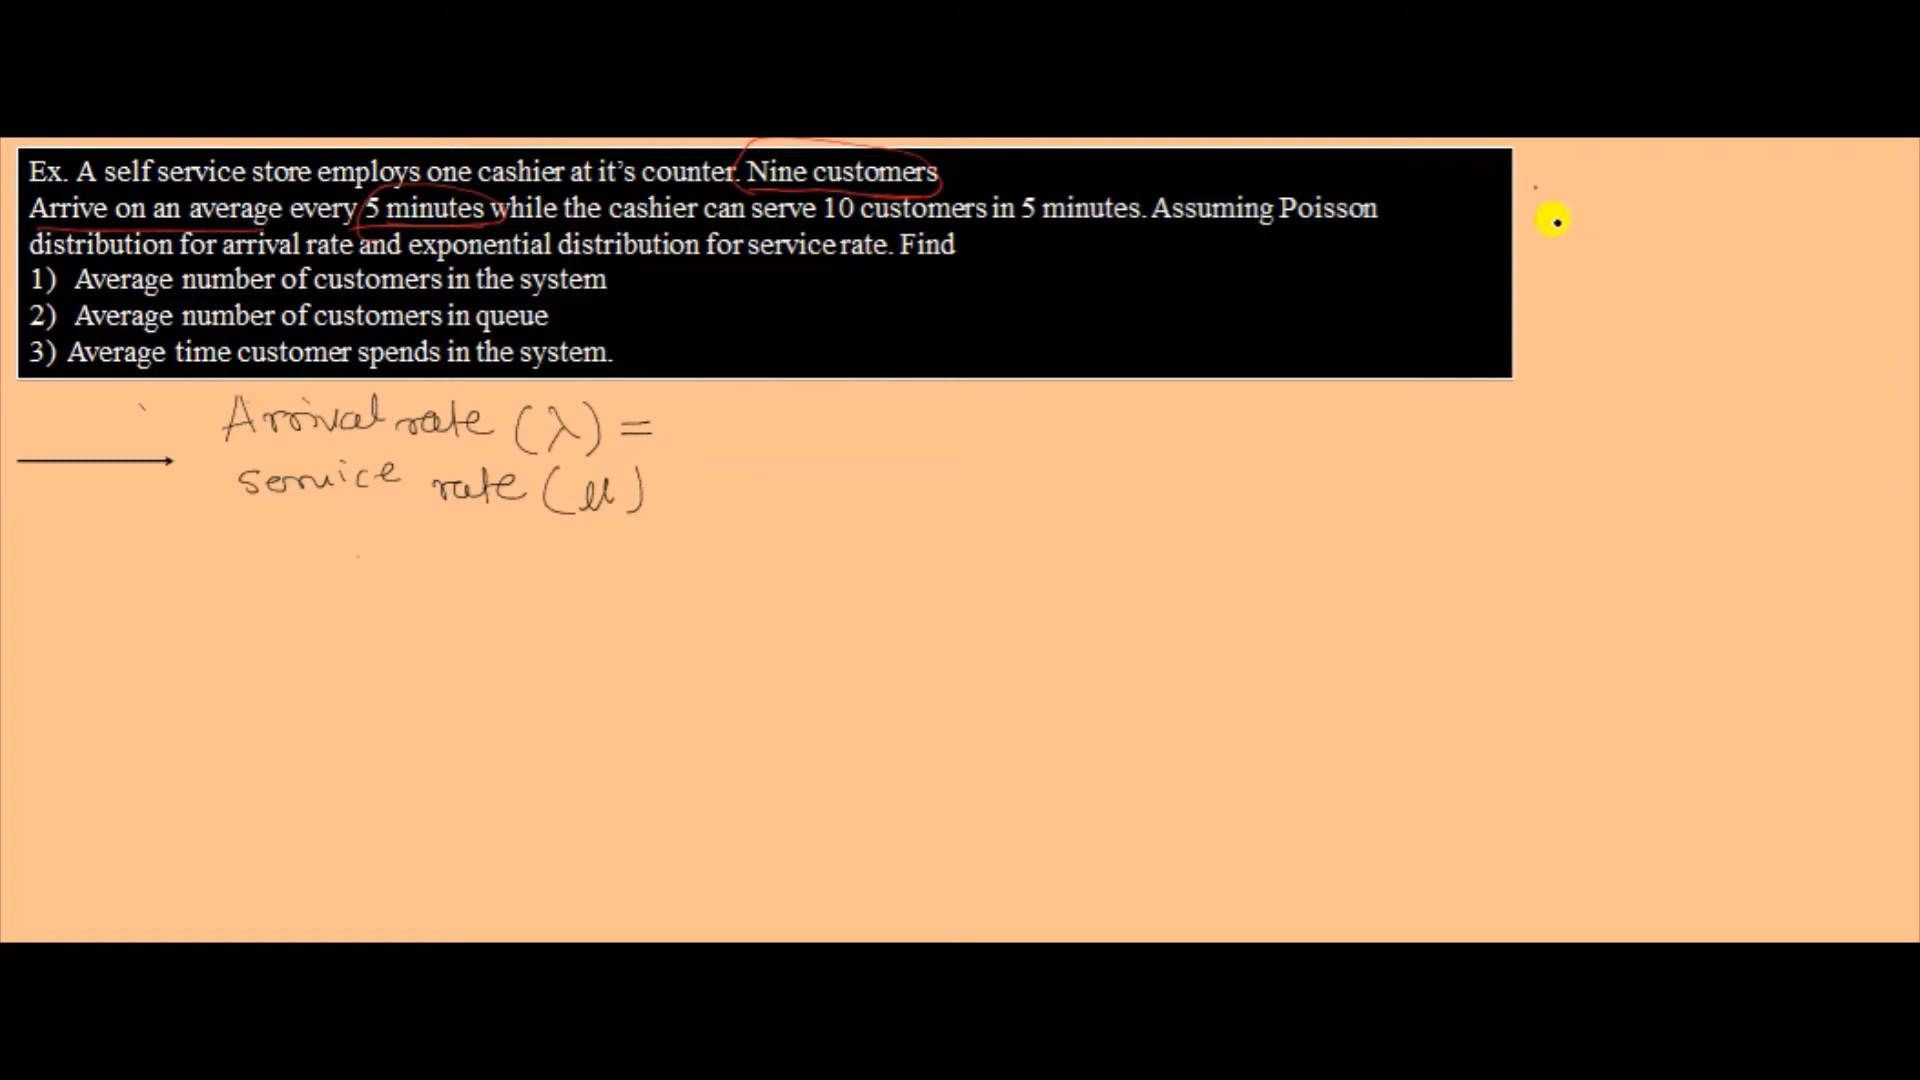 Ex. A self service store employs one cashier at it’s counter. Nine customers
Arrive on an average every 5 minutes while the cashier can serve 10 customers in 5 minutes. Assuming Poisson
distribution for arrival rate and exponential distribution for service rate. Find
1) Average number of customers in the system
2) Average number of customers in queue
3) Average time customer spends in the system.
Arrival rate (λ) =
service rate (μ)